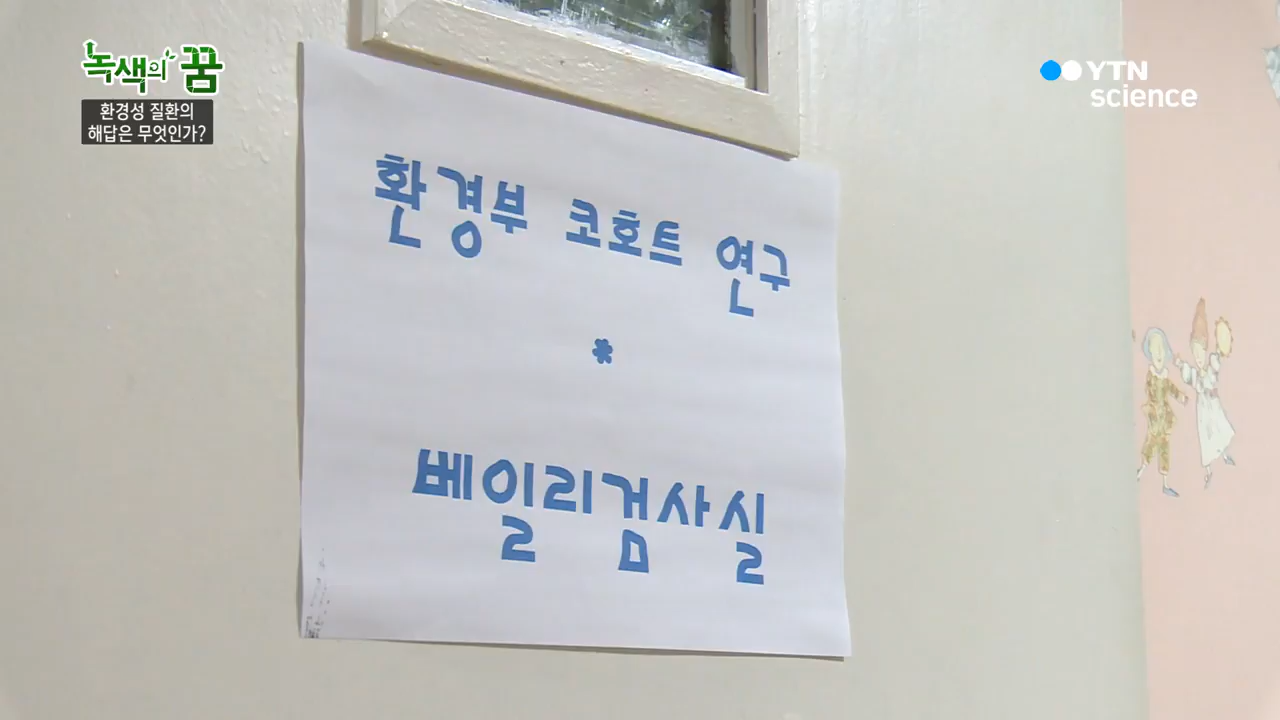 녹색의 꿈
환경성 질환의
해답은 무엇인가?
YTN
science
환경부 코호트 연구
*
베일리검사실